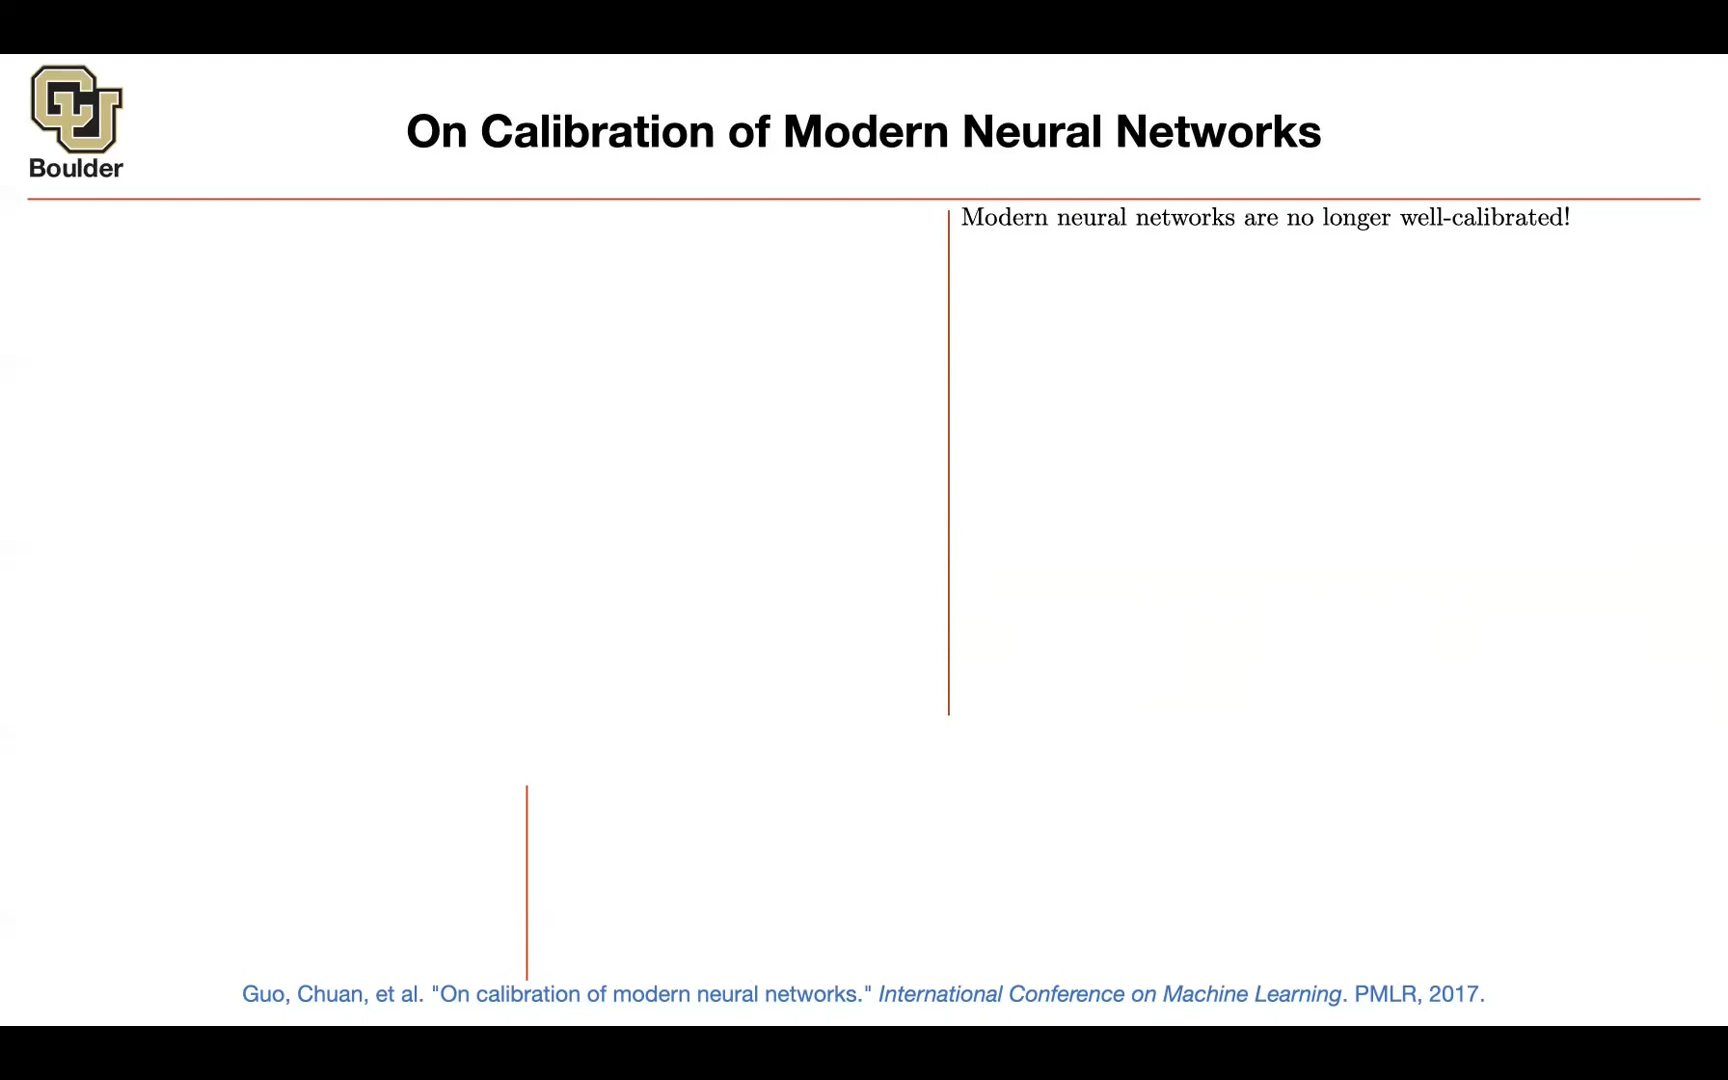 CU
Boulder
On Calibration of Modern Neural Networks
Modern neural networks are no longer well-calibrated!
Guo, Chuan, et al. "On calibration of modern neural networks." International Conference on Machine Learning. PMLR, 2017.